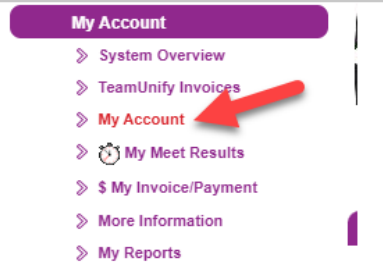 My Account
System Overview
TeamUnify Invoices
My Account
My Meet Results
$ My Invoice/Payment
More Information
My Reports